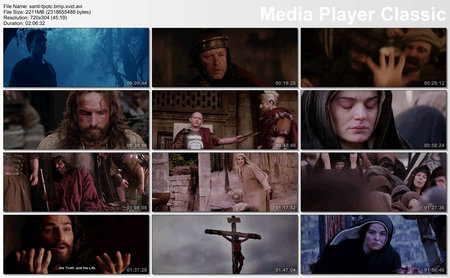 File Name: santi-tpotc.bmp.xvid.avi
File Size: 2211MB (2318655488 bytes)
Resolution: 720x304 (45:19)
Duration: 02:06:32
Media Player Classic
00:09:44
00:19:28
00:29:12
00:38:56
00:48:40
00:58:24
01:08:08
01:17:52
01:27:36
...the Truth, and the Life.
01:37:20
01:47:04
01:56:48